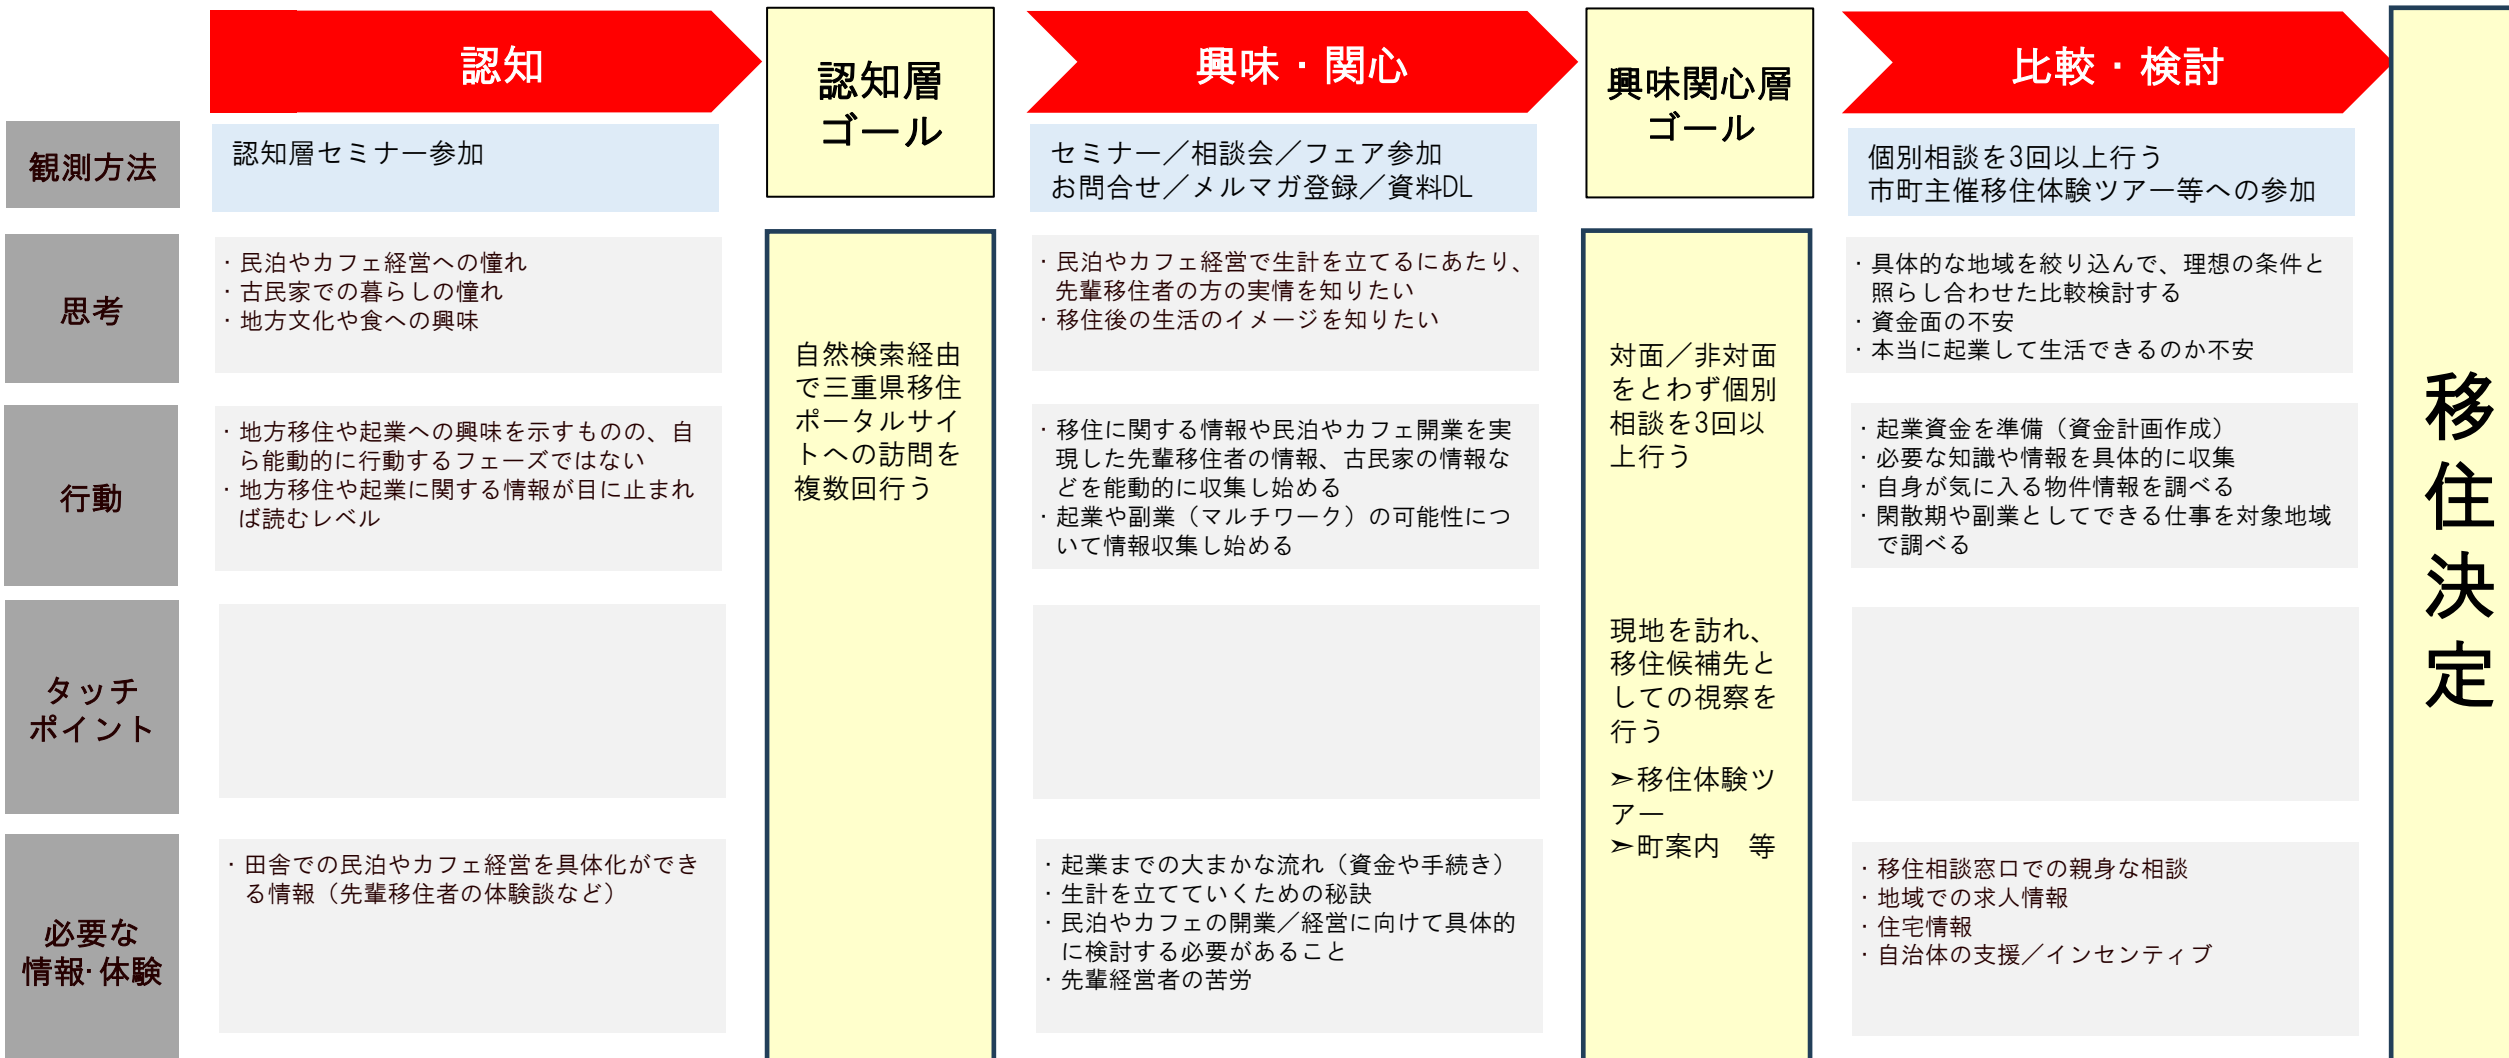 認知
認知層
ゴール
興味・関心
興味関心層
ゴール
比較・検討
移住決定
観測方法
認知層セミナー参加
セミナー／相談会／フェア参加
お問合せ／メルマガ登録／資料DL
個別相談を3回以上行う
市町主催移住体験ツアー等への参加
思考
・民泊やカフェ経営への憧れ
・古民家での暮らしの憧れ
・地方文化や食への興味
・民泊やカフェ経営で生計を立てるにあたり、
先輩移住者の方の実情を知りたい
・移住後の生活のイメージを知りたい
・具体的な地域を絞り込んで、理想の条件と
照らし合わせた比較検討する
・資金面の不安
・本当に起業して生活できるのか不安
自然検索経由
で三重県移住
ポータルサイ
トへの訪問を
複数回行う
対面／非対面
をとわず個別
相談を3回以
上行う
現地を訪れ、
移住候補先と
しての視察を
行う
➣移住体験ツ
アー
➣町案内　等
行動
・地方移住や起業への興味を示すものの、自
ら能動的に行動するフェーズではない
・地方移住や起業に関する情報が目に止まれ
ば読むレベル
・移住に関する情報や民泊やカフェ開業を実
現した先輩移住者の情報、古民家の情報な
どを能動的に収集し始める
・起業や副業（マルチワーク）の可能性につ
いて情報収集し始める
・起業資金を準備（資金計画作成）
・必要な知識や情報を具体的に収集
・自身が気に入る物件情報を調べる
・閑散期や副業としてできる仕事を対象地域
で調べる
タッチ
ポイント
必要な
情報・体験
・田舎での民泊やカフェ経営を具体化ができ
る情報（先輩移住者の体験談など）
・起業までの大まかな流れ（資金や手続き）
・生計を立てていくための秘訣
・民泊やカフェの開業／経営に向けて具体的
に検討する必要があること
・先輩経営者の苦労
・移住相談窓口での親身な相談
・地域での求人情報
・住宅情報
・自治体の支援／インセンティブ